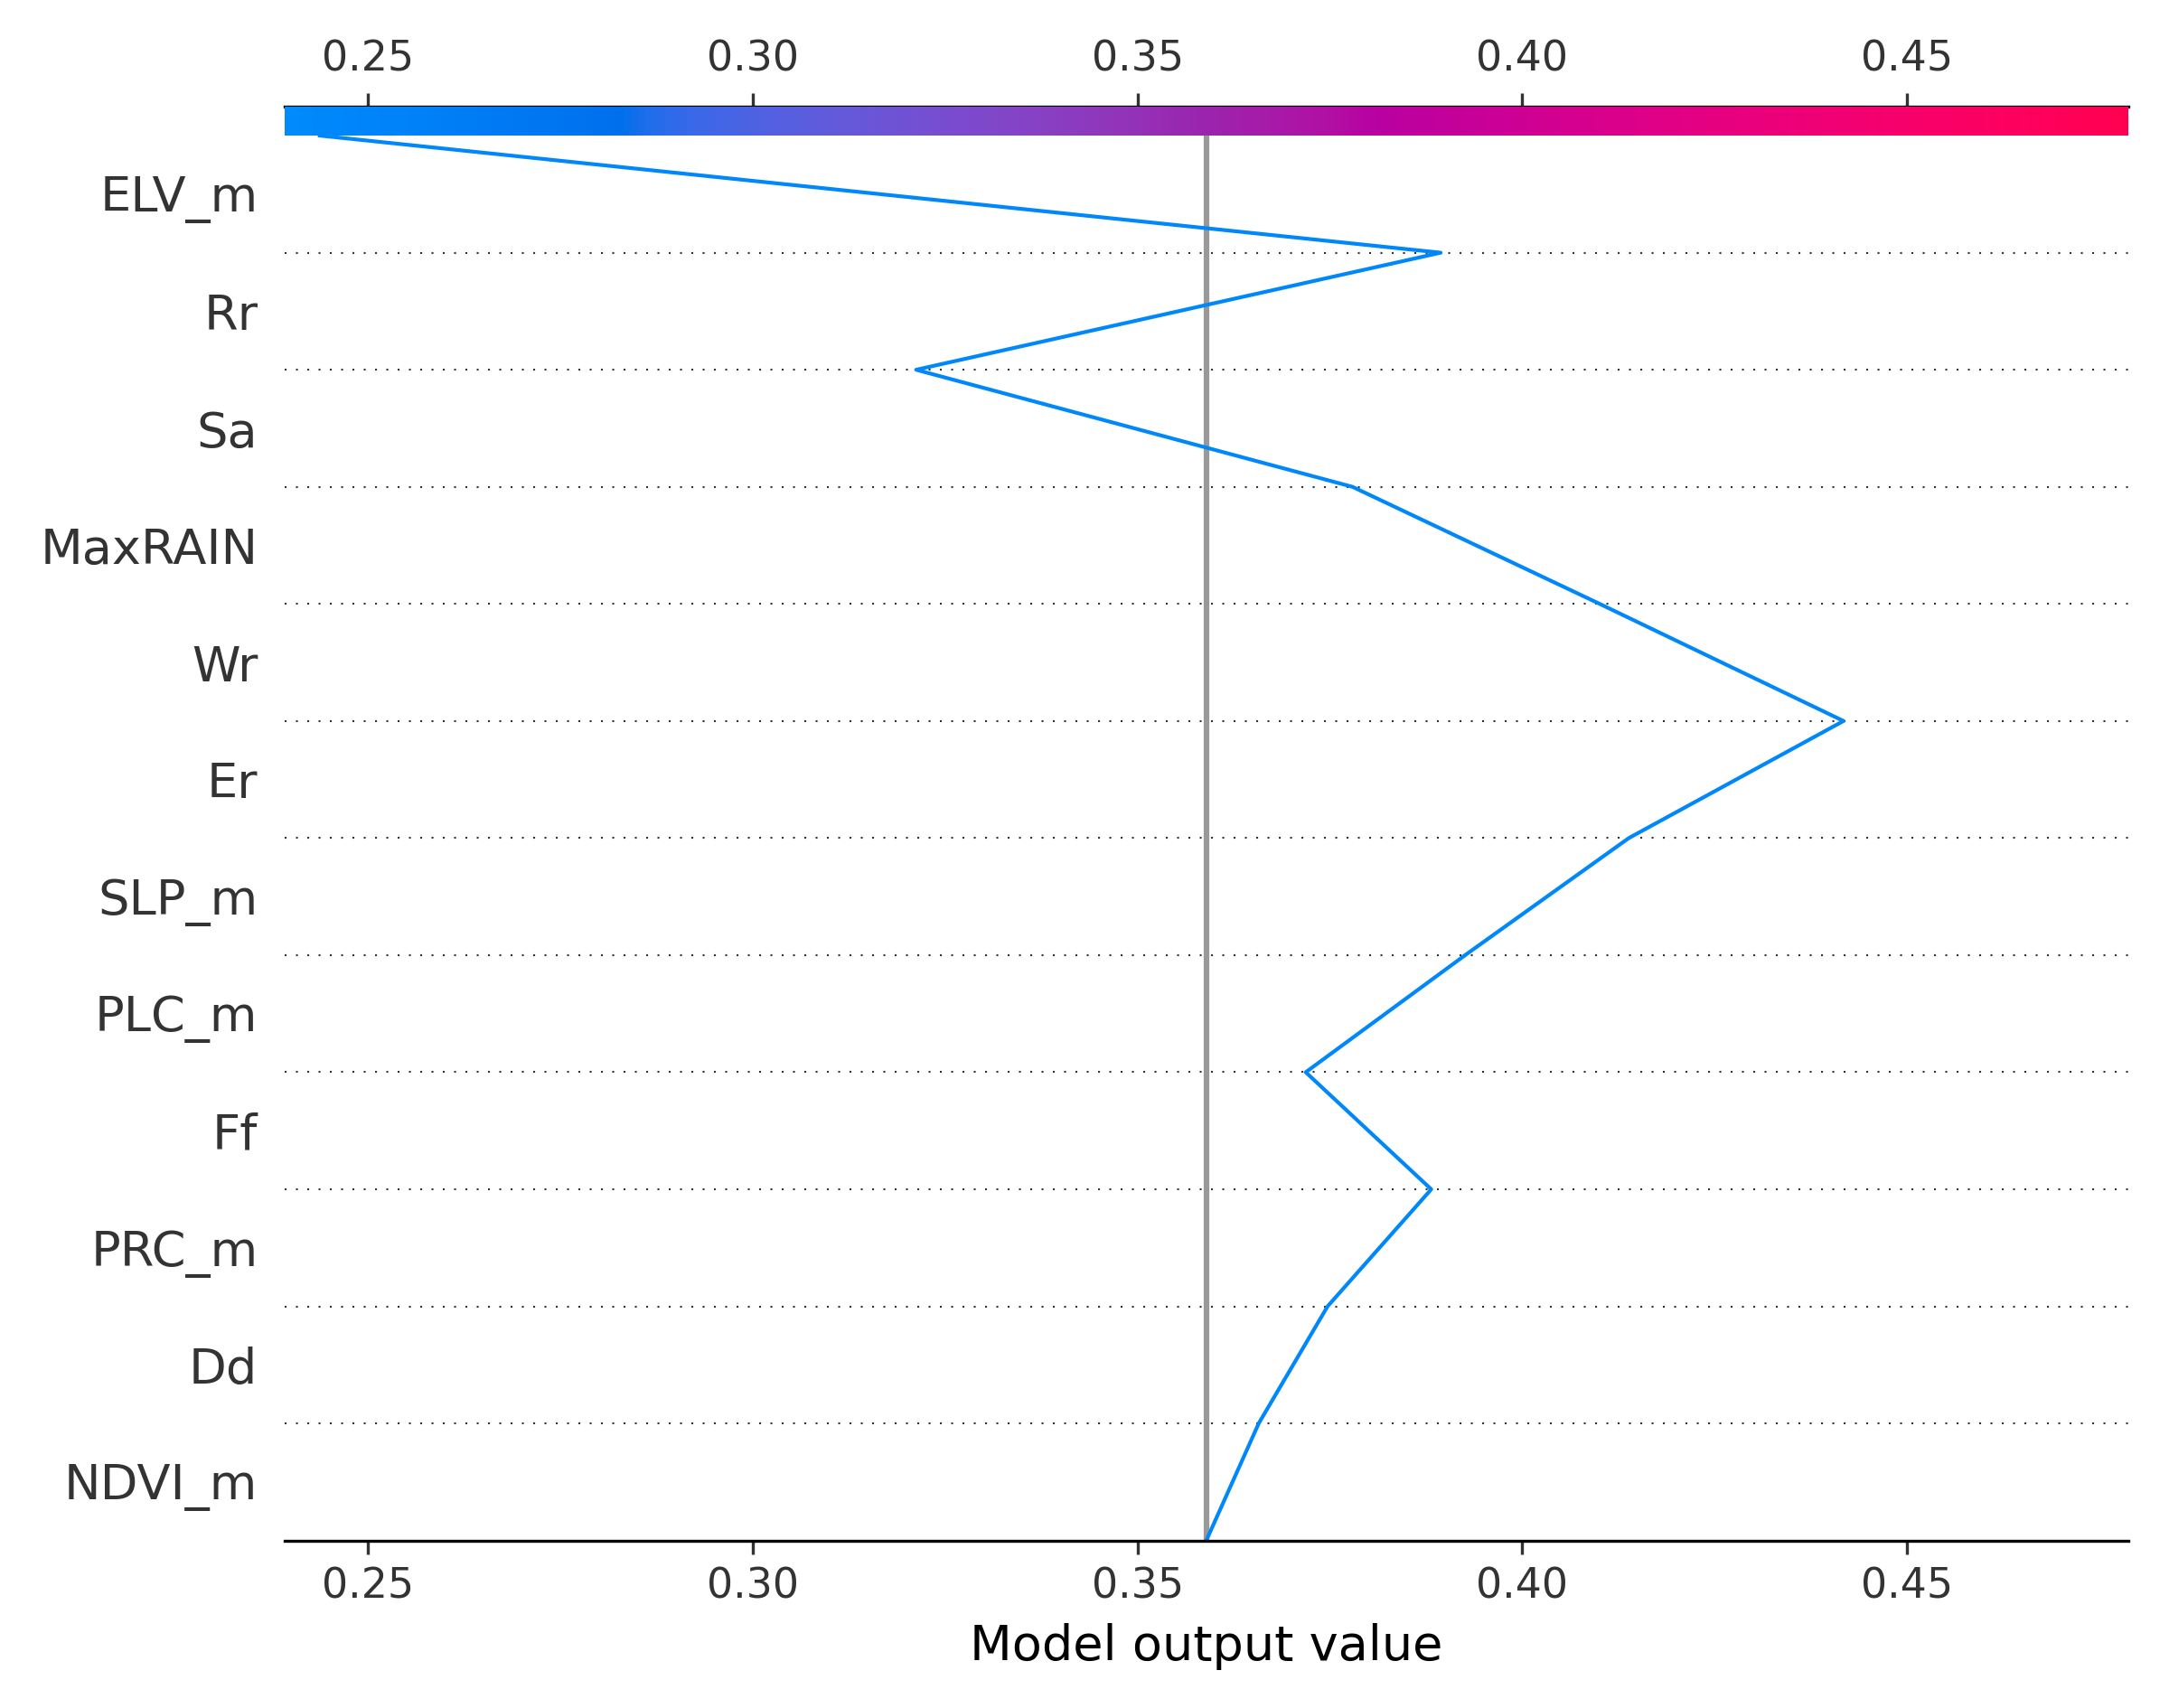 0.25 0.30 0.35 0.40 0.45
ELV_m
Rr
Sa
MaxRAIN
Wr
Er
SLP_m
PLC_m
Ff
PRC_m
Dd
NDVI_m
0.25 0.30 0.35 0.40 0.45
Model output value